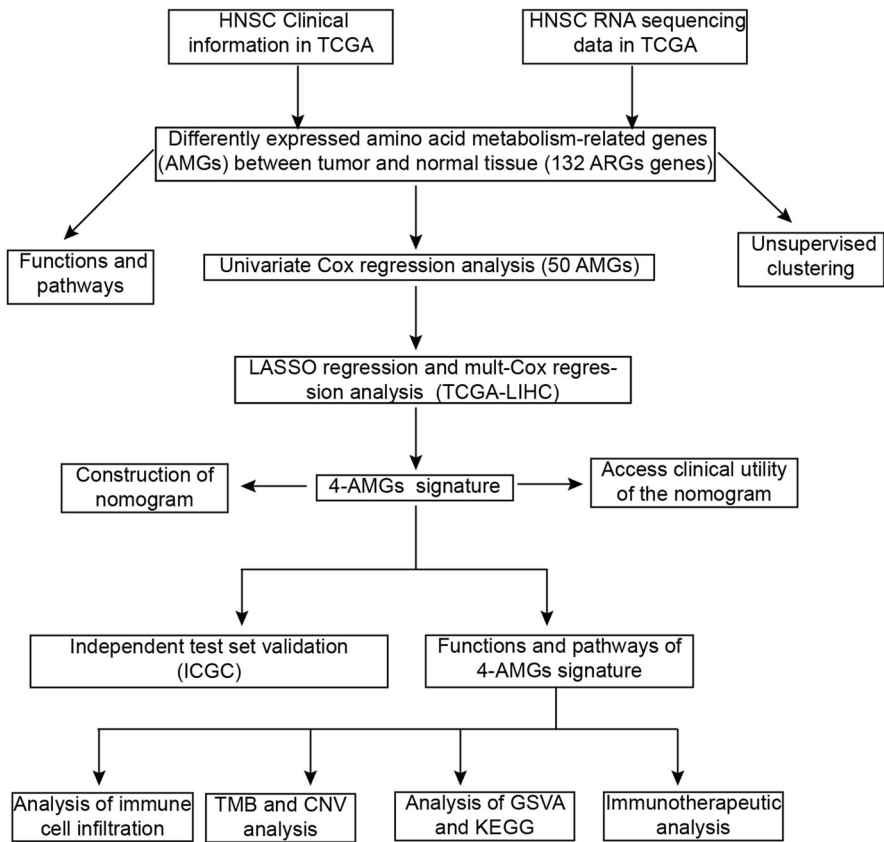 HNSC Clinical
information in TCGA
HNSC RNA sequencing
data in TCGA
Differently expressed amino acid metabolism-related genes
(AMGs) between tumor and normal tissue (132 ARGs genes)
Functions and
pathways
Univariate Cox regression analysis (50 AMGs)
Unsupervised
clustering
LASSO regression and mult-Cox regres-
sion analysis (TCGA-LIHC)
Construction of
nomogram
4-AMGs signature
Access clinical utility
of the nomogram
Independent test set validation
(ICGC)
Functions and pathways of
4-AMGs signature
Analysis of immune
cell infiltration
TMB and CNV
analysis
Analysis of GSVA
and KEGG
Immunotherapeutic
analysis